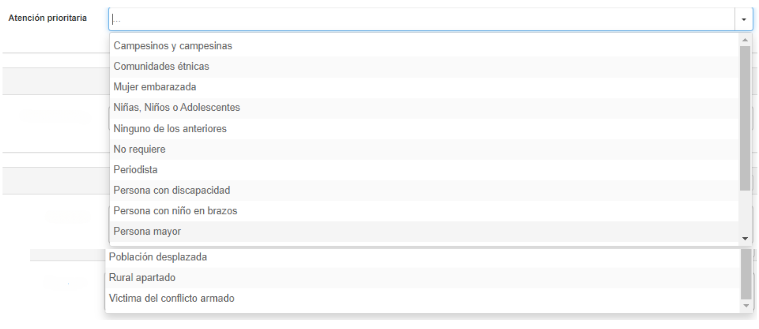 Atención prioritaria
...
Campesinos y campesinas
Comunidades étnicas
Mujer embarazada
Niñas, Niños o Adolescentes
Ninguno de los anteriores
No requiere
Periodista
Persona con discapacidad
Persona con niño en brazos
Persona mayor
Población desplazada
Rural apartado
Victima del conflicto armado